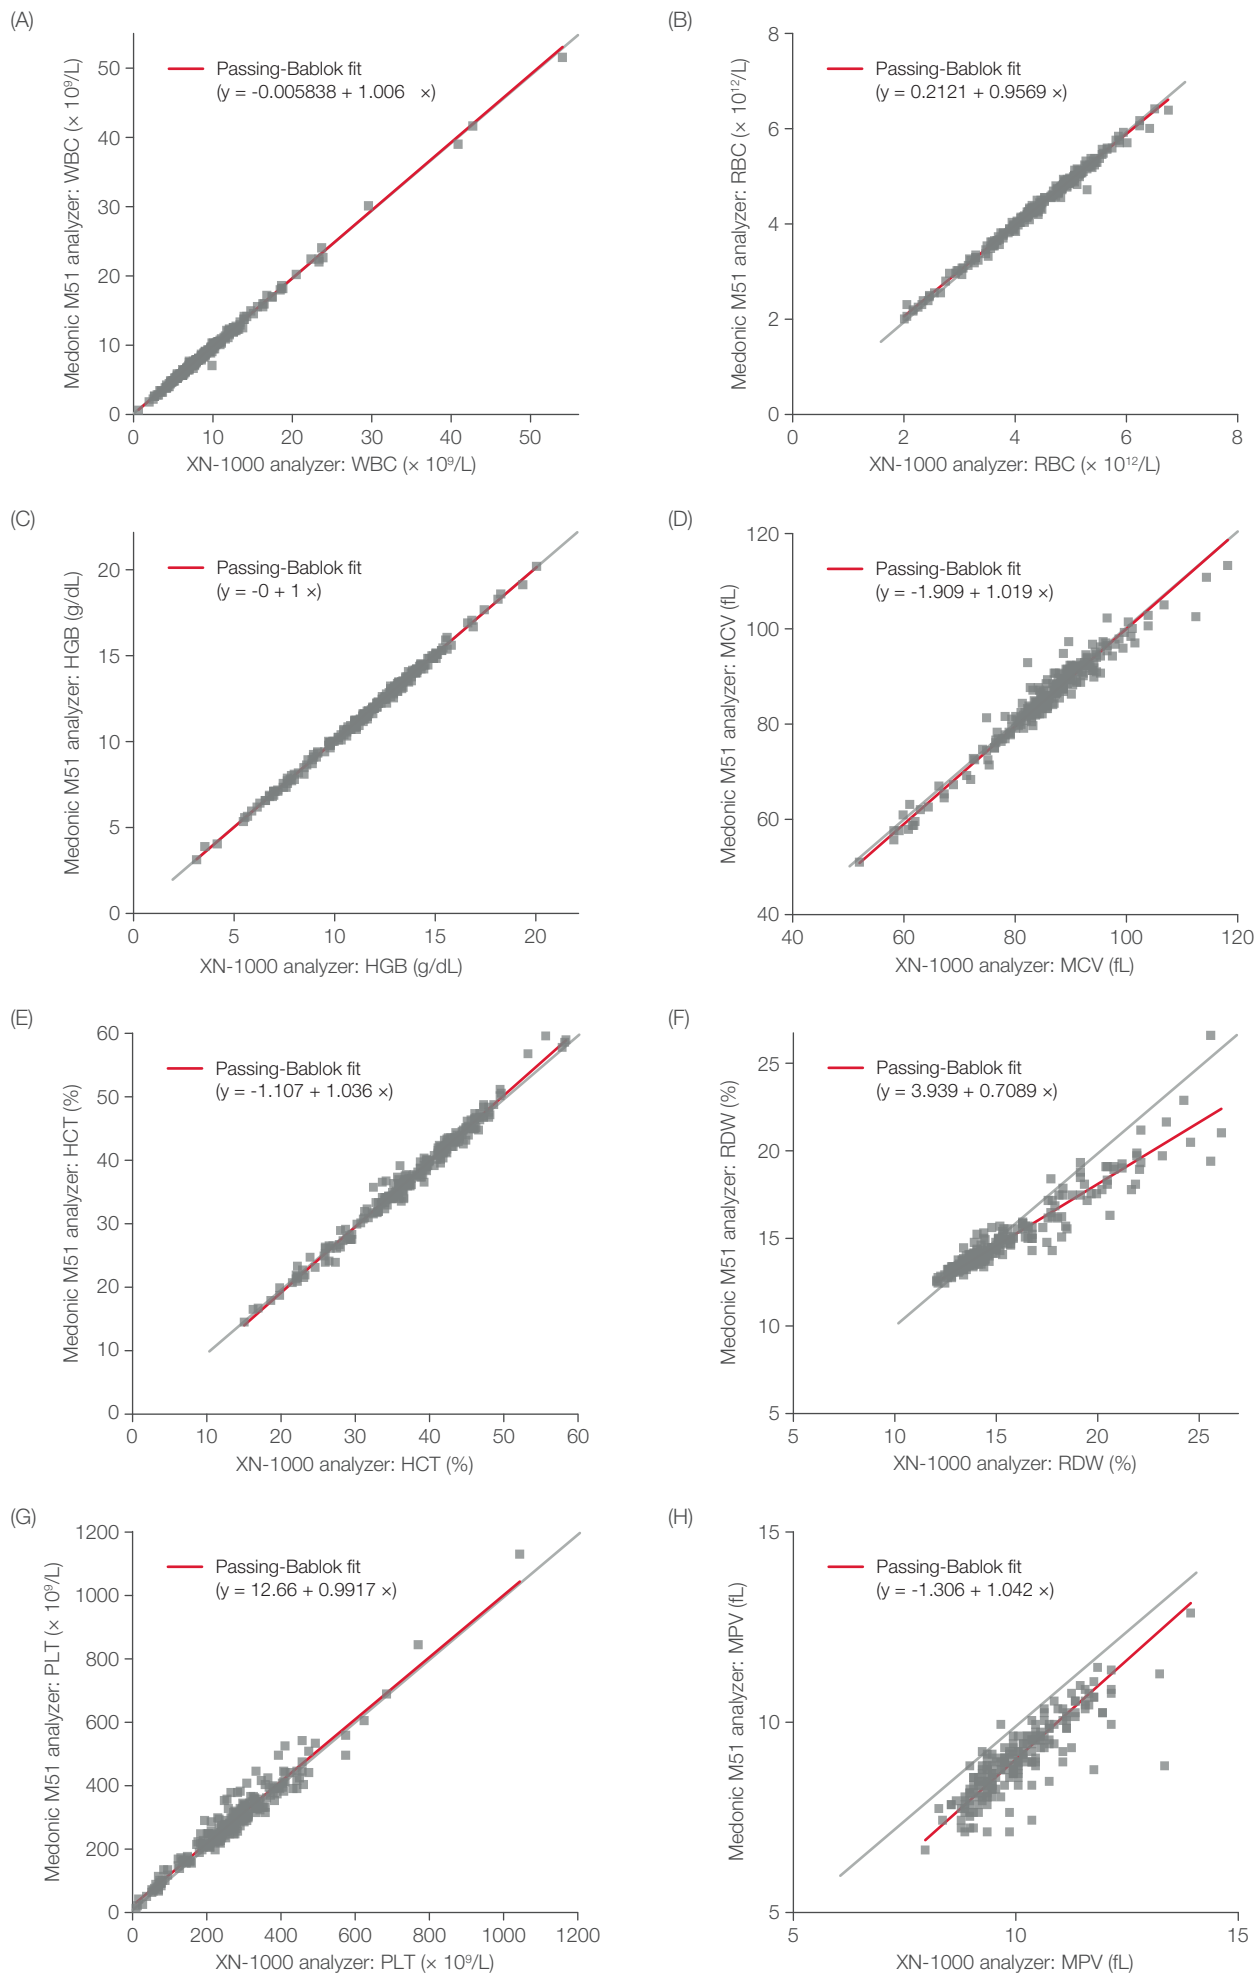 (A)
Medonic M51 analyzer: WBC (× 10⁹/L)
50
40
30
20
10
0
Passing-Bablok fit
(y = -0.005838 + 1.006 ×)
0 10 20 30 40 50
XN-1000 analyzer: WBC (× 10⁹/L)
(B)
Medonic M51 analyzer: RBC (× 10¹²/L)
8
6
4
2
0
Passing-Bablok fit
(y = 0.2121 + 0.9569 ×)
0 2 4 6 8
XN-1000 analyzer: RBC (× 10¹²/L)
(C)
Medonic M51 analyzer: HGB (g/dL)
20
15
10
5
0
Passing-Bablok fit
(y = -0 + 1 ×)
0 5 10 15 20
XN-1000 analyzer: HGB (g/dL)
(D)
Medonic M51 analyzer: MCV (fL)
120
100
80
60
40
Passing-Bablok fit
(y = -1.909 + 1.019 ×)
40 60 80 100 120
XN-1000 analyzer: MCV (fL)
(E)
Medonic M51 analyzer: HCT (%)
60
50
40
30
20
10
0
Passing-Bablok fit
(y = -1.107 + 1.036 ×)
0 10 20 30 40 50 60
XN-1000 analyzer: HCT (%)
(F)
Medonic M51 analyzer: RDW (%)
25
20
15
10
5
Passing-Bablok fit
(y = 3.939 + 0.7089 ×)
5 10 15 20 25
XN-1000 analyzer: RDW (%)
(G)
Medonic M51 analyzer: PLT (× 10⁹/L)
1200
1000
800
600
400
200
0
Passing-Bablok fit
(y = 12.66 + 0.9917 ×)
0 200 400 600 800 1000 1200
XN-1000 analyzer: PLT (× 10⁹/L)
(H)
Medonic M51 analyzer: MPV (fL)
15
10
5
Passing-Bablok fit
(y = -1.306 + 1.042 ×)
5 10 15
XN-1000 analyzer: MPV (fL)